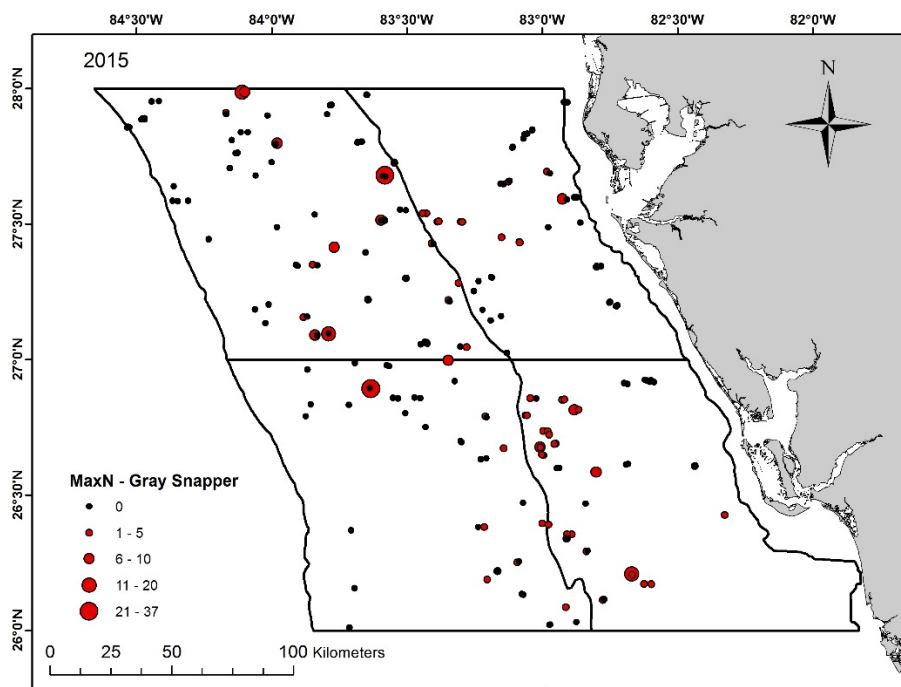 84°30'W 84°0'W 83°30'W 83°0'W 82°30'W 82°0'W
2015
N
28°0'N
27°30'N
27°0'N
26°30'N
26°0'N
MaxN - Gray Snapper
0
1 - 5
6 - 10
11 - 20
21 - 37
0 25 50 100 Kilometers